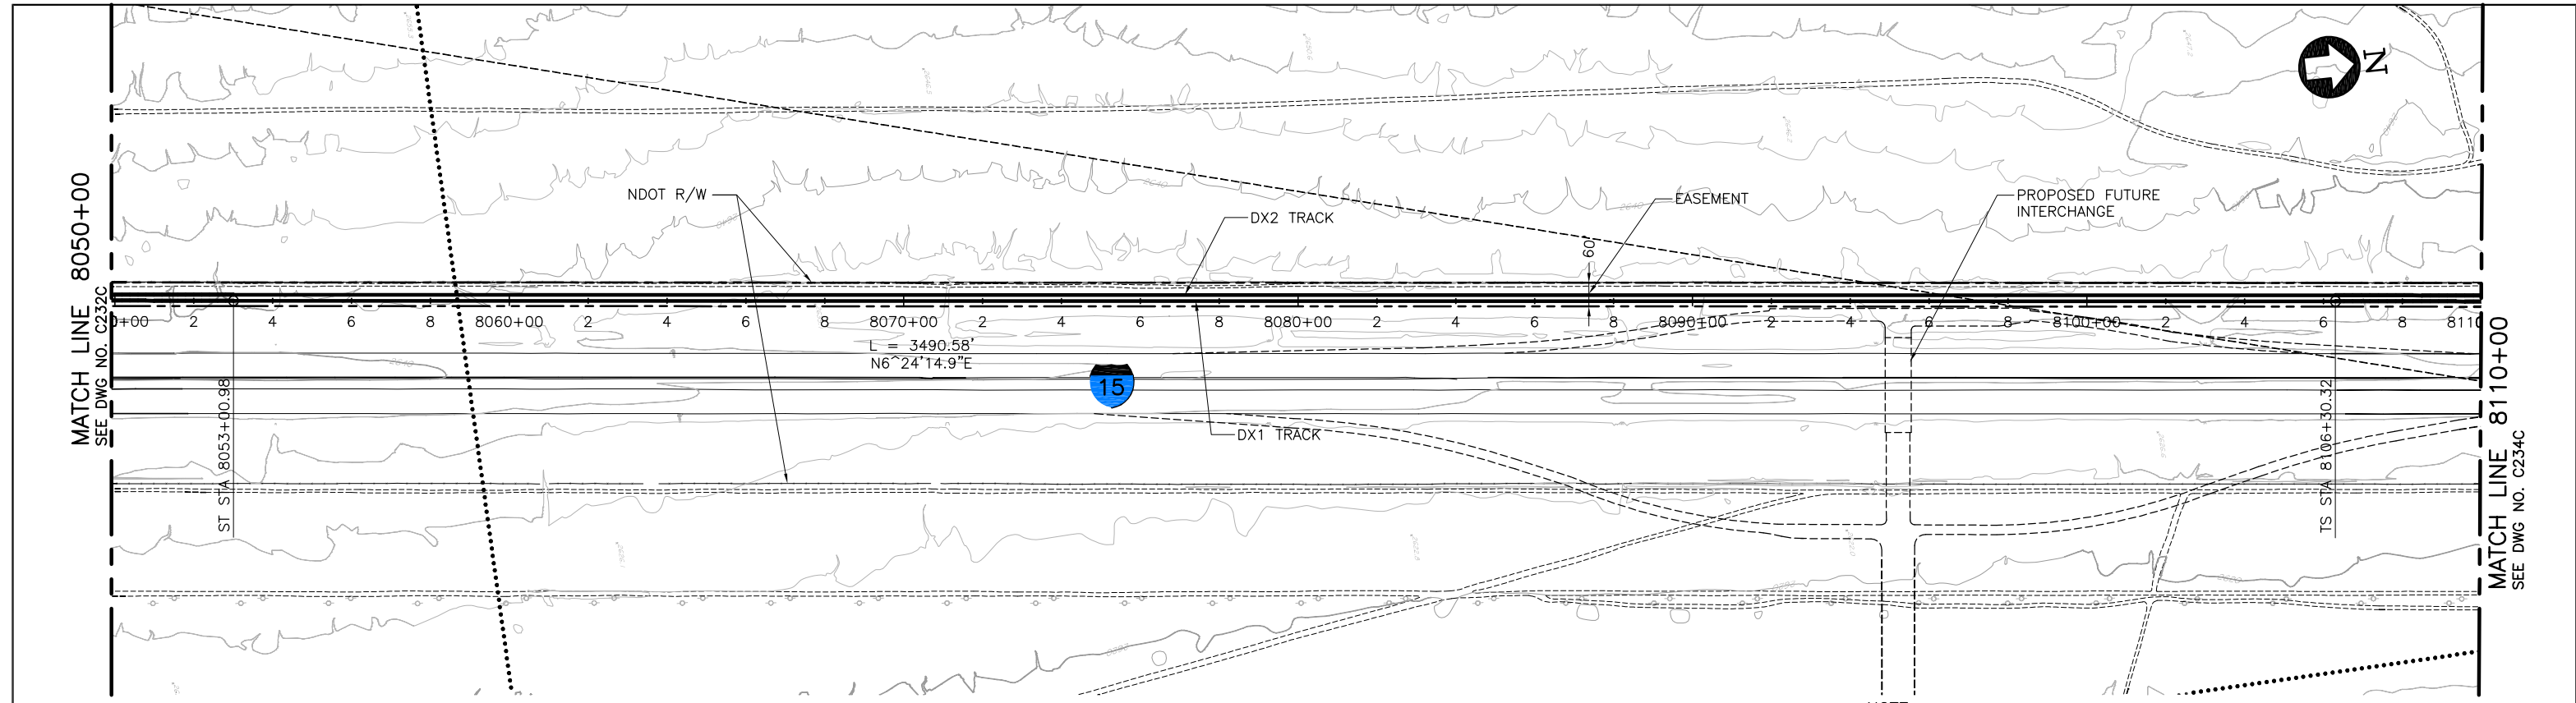 N
MATCH LINE 8050+00
SEE DWG NO. C232C
NDOT R/W
DX2 TRACK
60'
EASEMENT
PROPOSED FUTURE
INTERCHANGE
0+00 2 4 6 8 8060+00 2 4 6 8 8070+00 2 4 6 8 8080+00 2 4 6 8 8090+00 2 4 6 8 8100+00 2 4 6 8 8110
L = 3490.58'
N6^24'14.9"E
15
DX1 TRACK
ST STA 8053+00.98
TS STA 8106+30.32
MATCH LINE 8110+00
SEE DWG NO. C234C